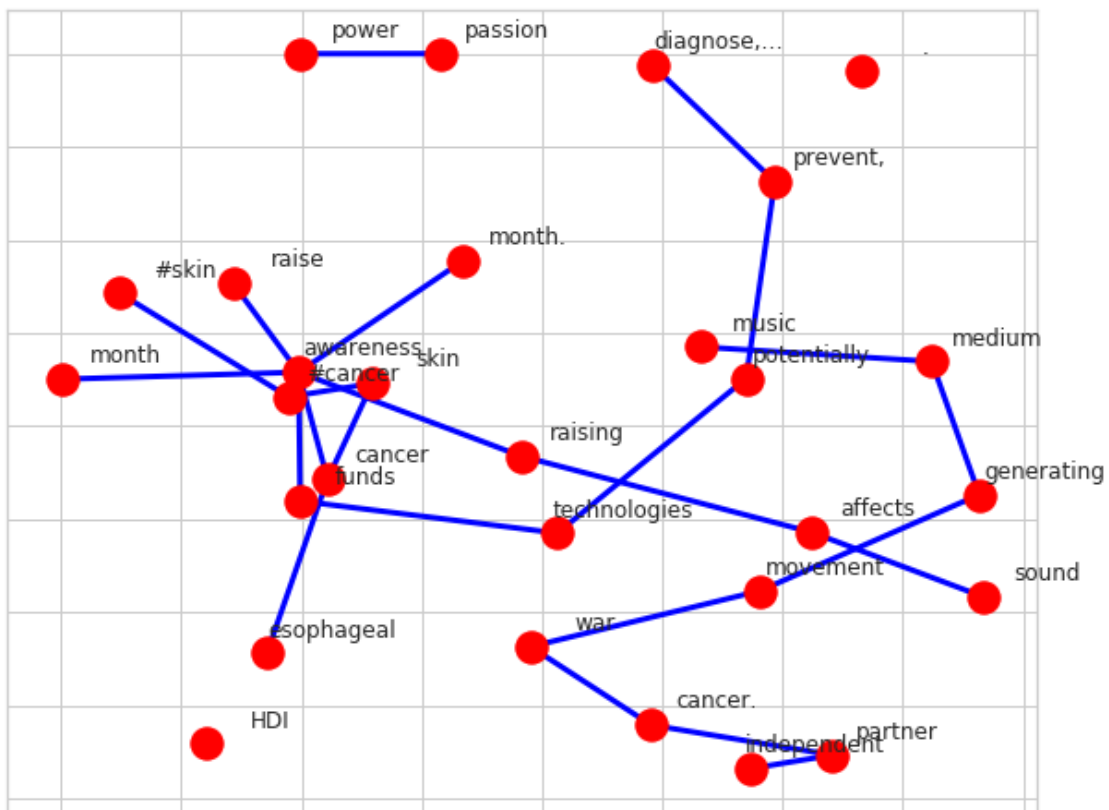 power
passion
diagnose,...
.
prevent,
month.
#skin
raise
music
medium
month
awareness
skin
potentially
#cancer
raising
cancer
funds
generating
technologies
affects
movement
sound
esophageal
war
cancer.
HDI
independent
partner